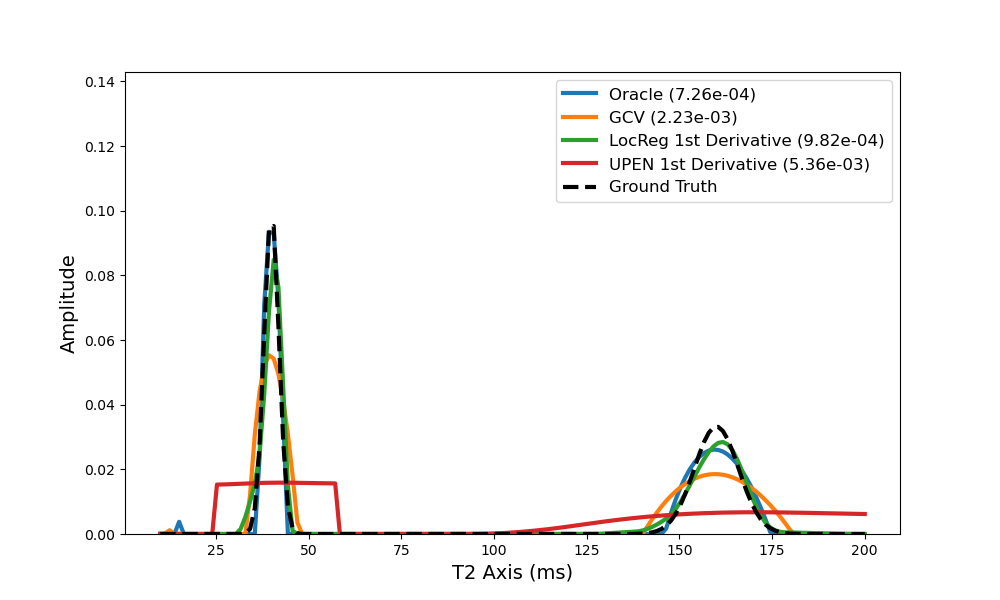 0.14
0.12
0.10
0.08
0.06
0.04
0.02
0.00
Amplitude
Oracle (7.26e-04)
GCV (2.23e-03)
LocReg 1st Derivative (9.82e-04)
UPEN 1st Derivative (5.36e-03)
Ground Truth
25 50 75 100 125 150 175 200
T2 Axis (ms)